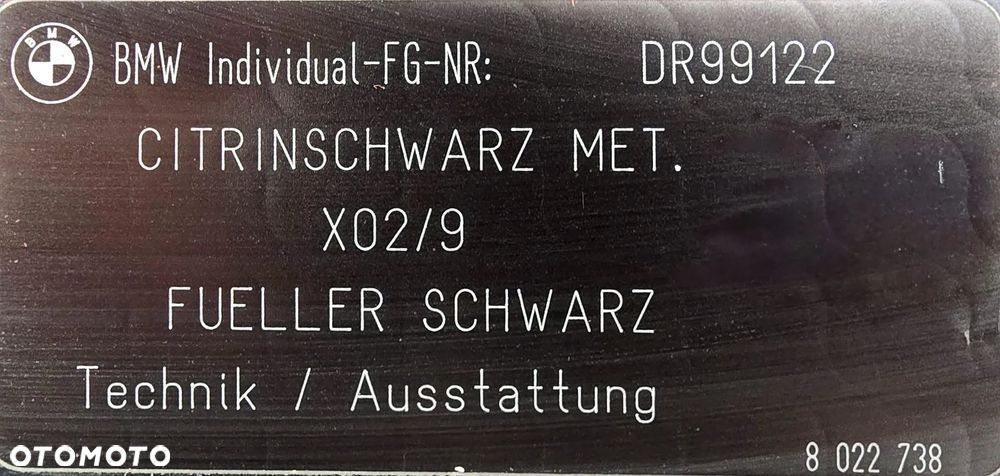 BMW
BMW Individual-FG-NR: DR99122
CITRINSCHWARZ MET.
X02/9
FUELLER SCHWARZ
Technik / Ausstattung
OTOMOTO
8 022 738